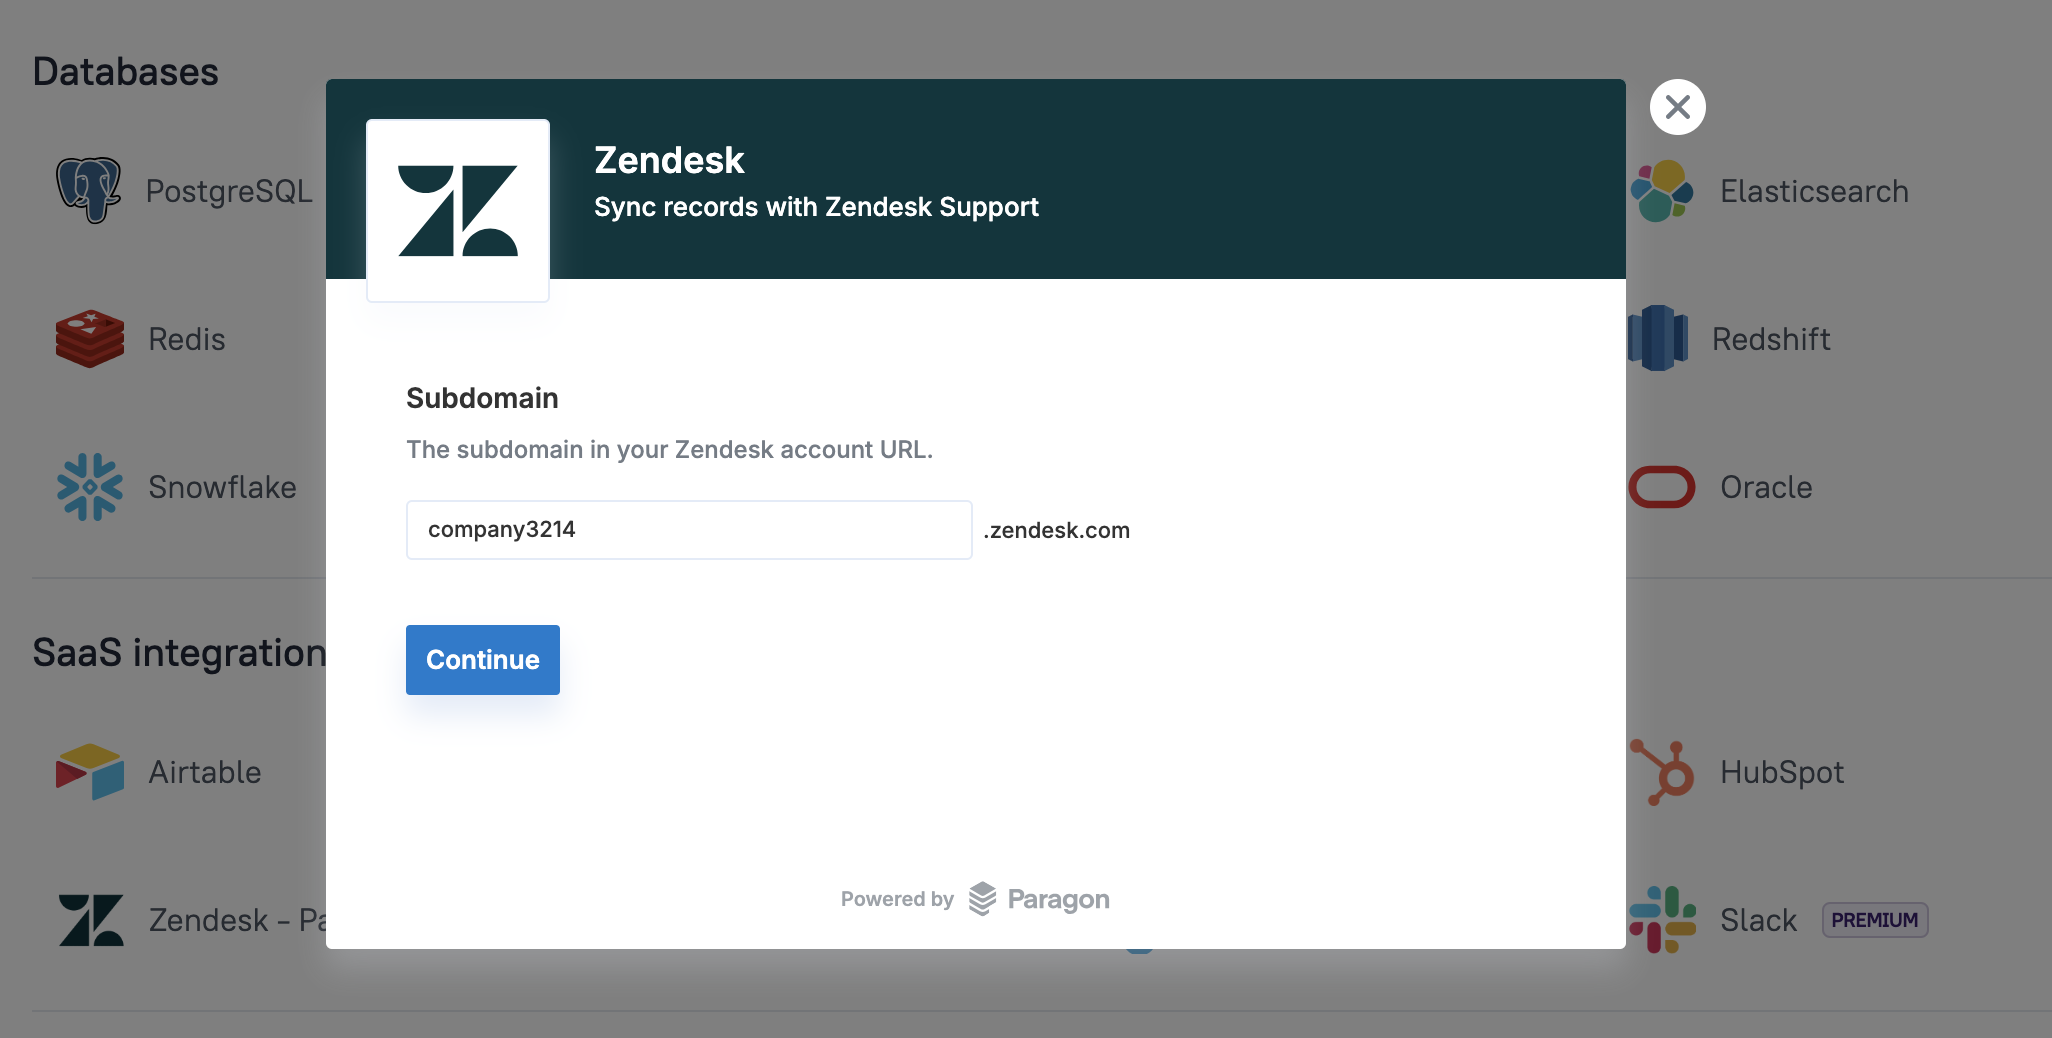 Databases
PostgreSQL
Elasticsearch
Redis
Redshift
Snowflake
Oracle
SaaS integration
Airtable
HubSpot
Zendesk - Pa
Slack PREMIUM
Zendesk
Sync records with Zendesk Support
Subdomain
The subdomain in your Zendesk account URL.
company3214 .zendesk.com
Continue
Powered by Paragon